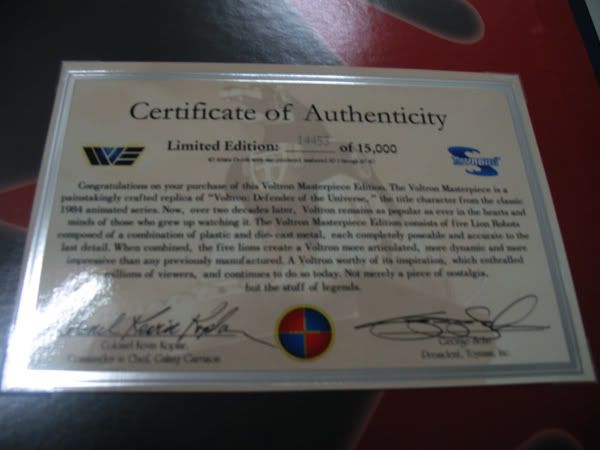 Certificate of Authenticity
Limited Edition: 14453 of 15,000
WE
TOYNAMI
Congratulations on your purchase of this Voltron Masterpiece Edition. The Voltron Masterpiece is a
painstakingly crafted replica of "Voltron: Defender of the Universe, " the title character from the classic
1984 animated series. Now, over two decades later, Voltron remains as popular as ever in the hearts and
minds of those who grew up watching it. The Voltron Masterpiece Edition consists of five Lion Robots
composed of a combination of plastic and die-cast metal, each completely poseable and accurate to the
last detail. When combined, the five lions create a Voltron more articulated, more dynamic and more
impressive than any previously manufactured. A Voltron worthy of its inspiration, which enthralled
millions of viewers, and continues to do so today. Not merely a piece of nostalgia,
but the stuff of legends.
Colonel Kevin
Commander in Chief, Galaxy Garrison
George
President, Toynami, Inc.